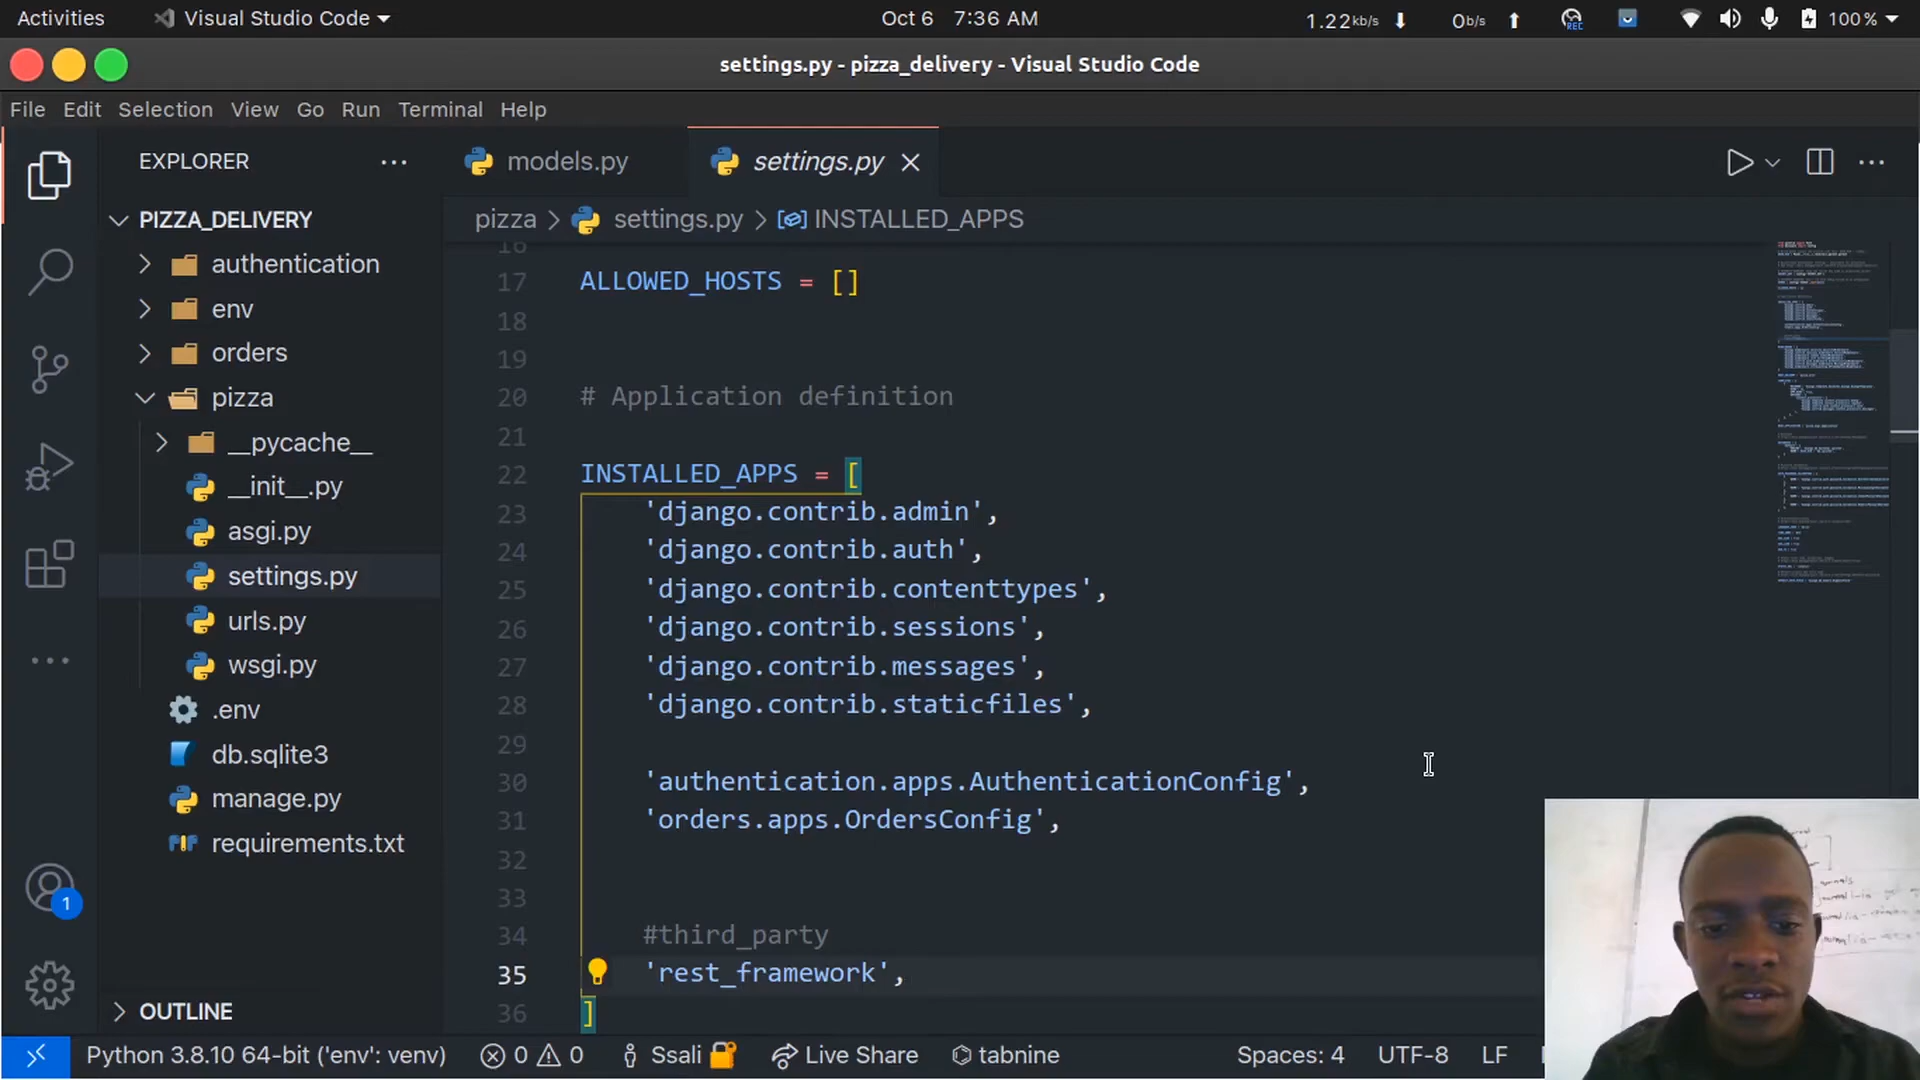 Activities
Visual Studio Code
Oct 6 7:36 AM
1.22kb/s
0b/s
REC
100%
settings.py - pizza_delivery - Visual Studio Code
File Edit Selection View Go Run Terminal Help
EXPLORER
models.py
settings.py
PIZZA_DELIVERY
pizza > settings.py > INSTALLED_APPS
authentication
env
orders
pizza
__pycache__
__init__.py
asgi.py
settings.py
urls.py
wsgi.py
.env
db.sqlite3
manage.py
requirements.txt
OUTLINE
1
16
17 ALLOWED_HOSTS = []
18
19
20 # Application definition
21
22 INSTALLED_APPS = [
23 'django.contrib.admin',
24 'django.contrib.auth',
25 'django.contrib.contenttypes',
26 'django.contrib.sessions',
27 'django.contrib.messages',
28 'django.contrib.staticfiles',
29
30 'authentication.apps.AuthenticationConfig',
31 'orders.apps.OrdersConfig',
32
33
34 #third_party
35 'rest_framework',
36 ]
Python 3.8.10 64-bit ('env': venv) 0 0 Ssali Live Share tabnine Spaces: 4 UTF-8 LF